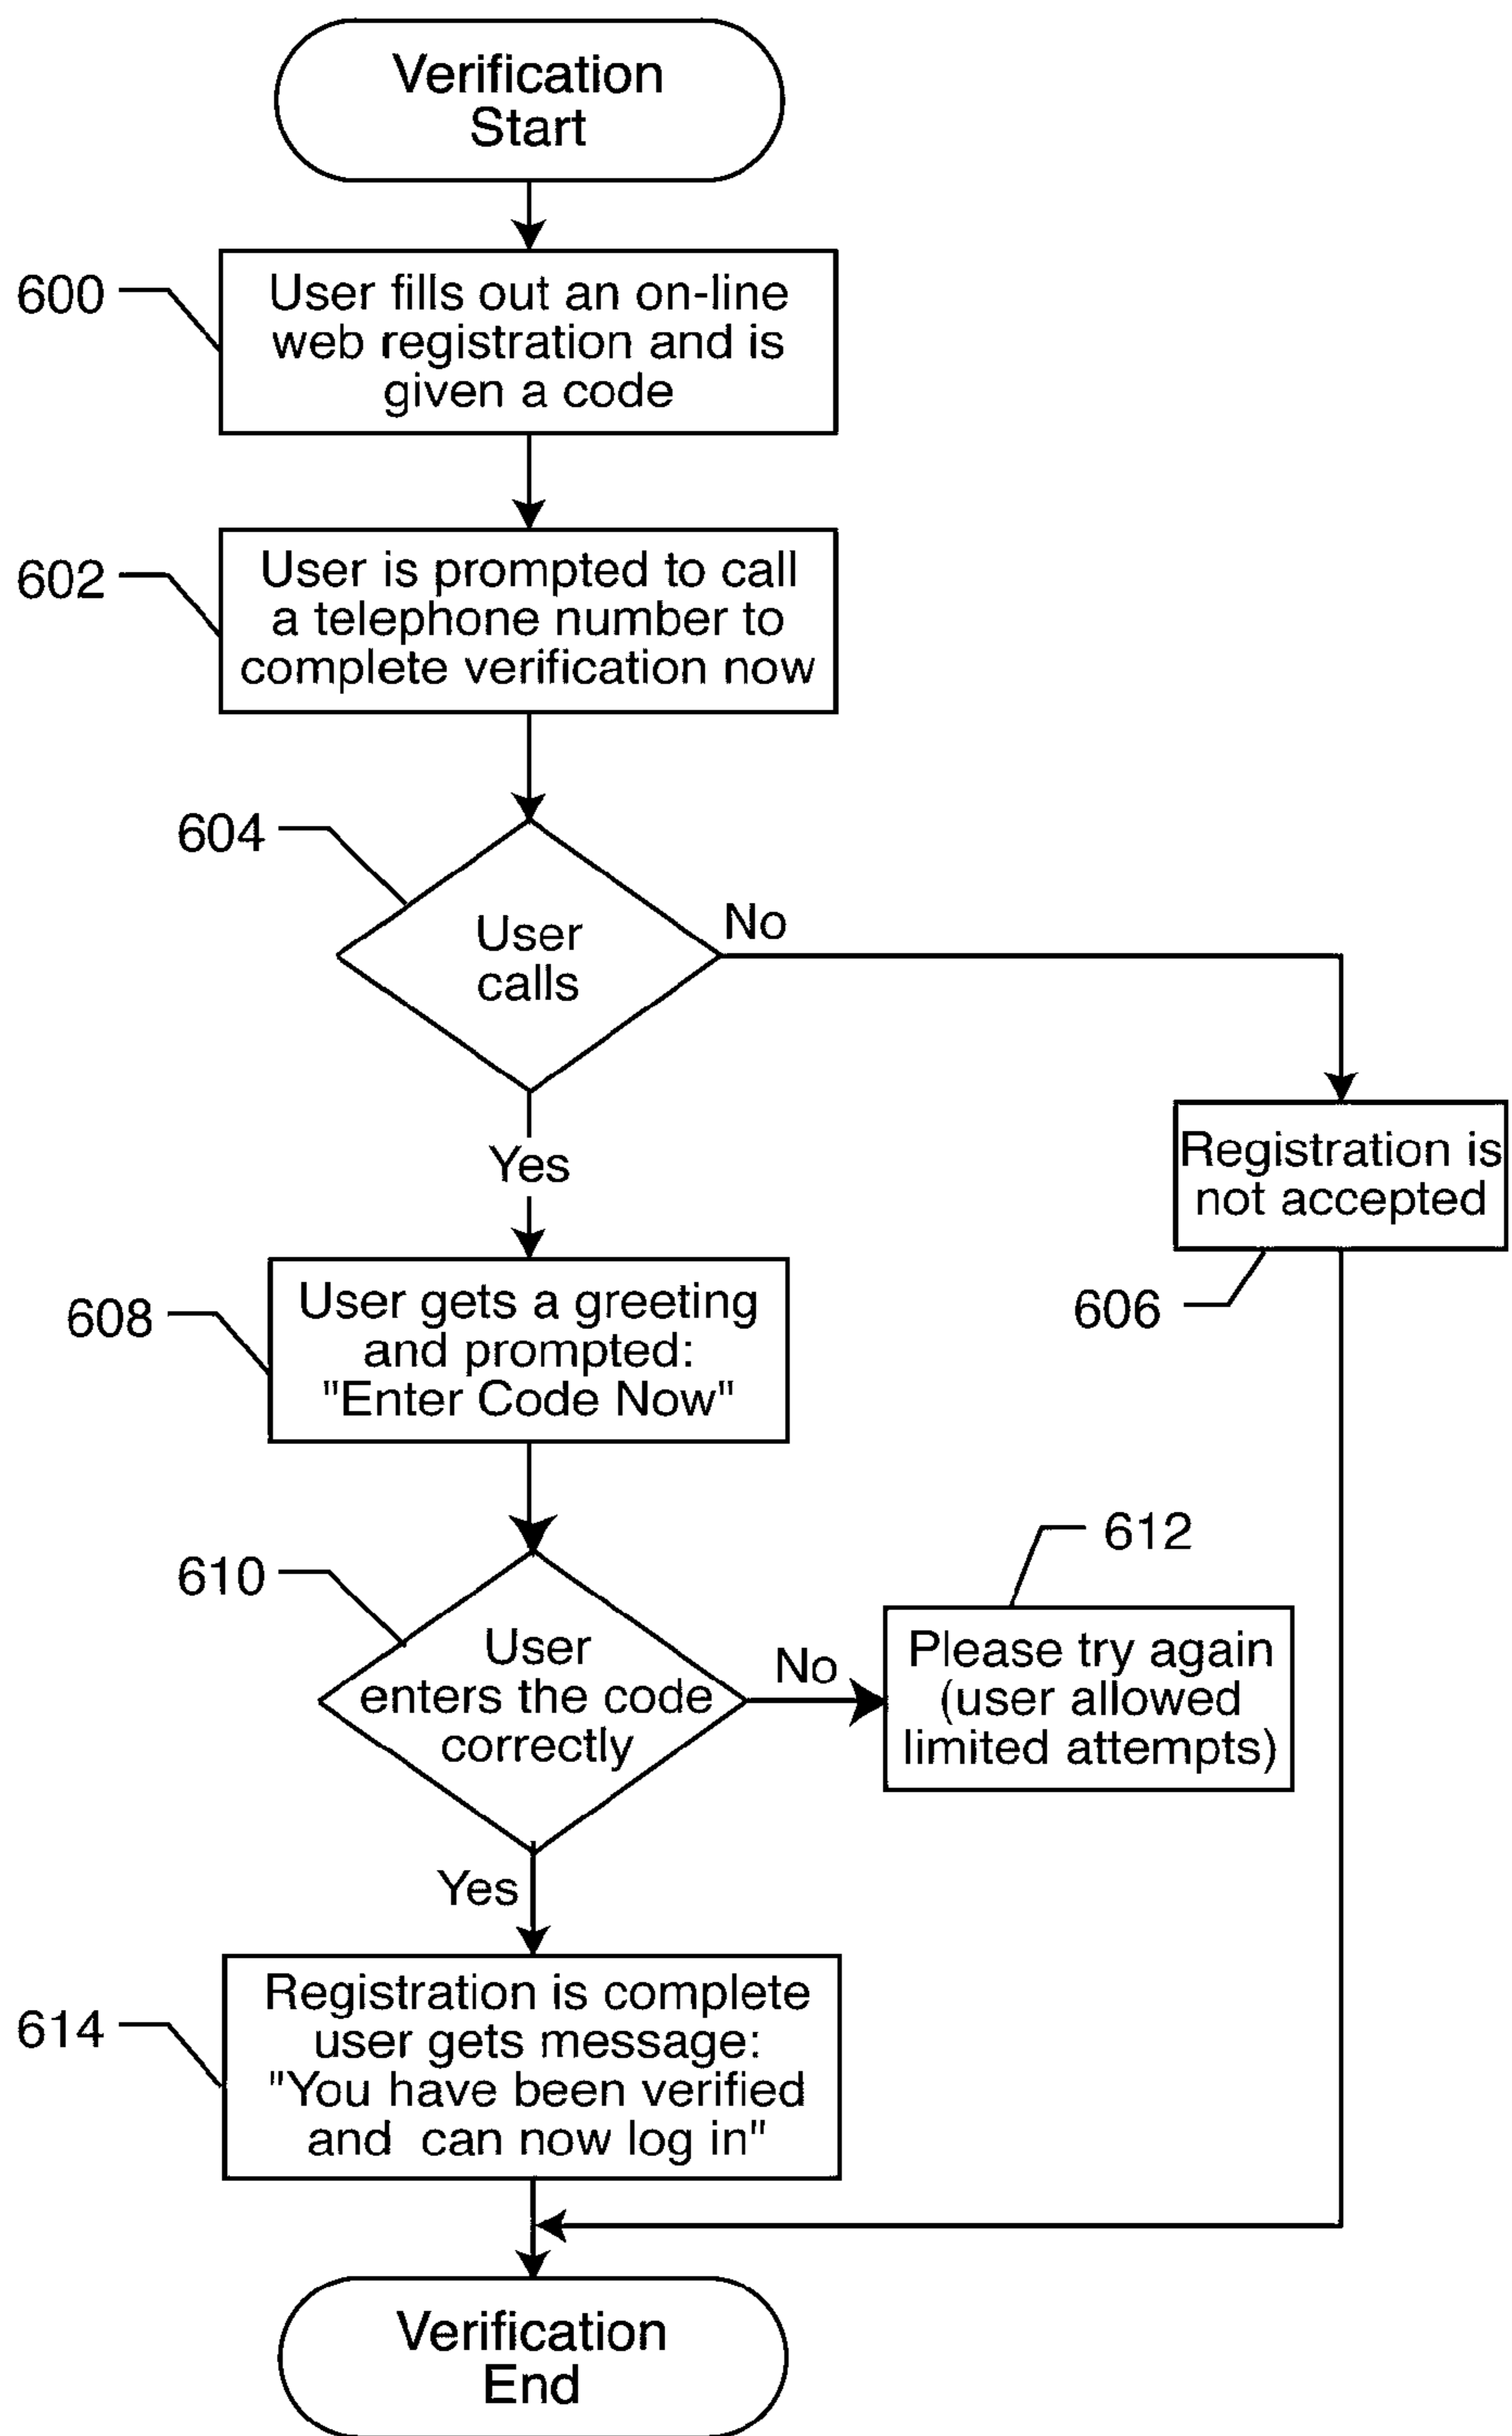 Verification
Start
600
User fills out an on-line
web registration and is
given a code
602
User is prompted to call
a telephone number to
complete verification now
604
User
calls
No
Yes
Registration is
not accepted
606
608
User gets a greeting
and prompted:
"Enter Code Now"
610
User
enters the code
correctly
No
612
Please try again
(user allowed
limited attempts)
Yes
614
Registration is complete
user gets message:
"You have been verified
and can now log in"
Verification
End